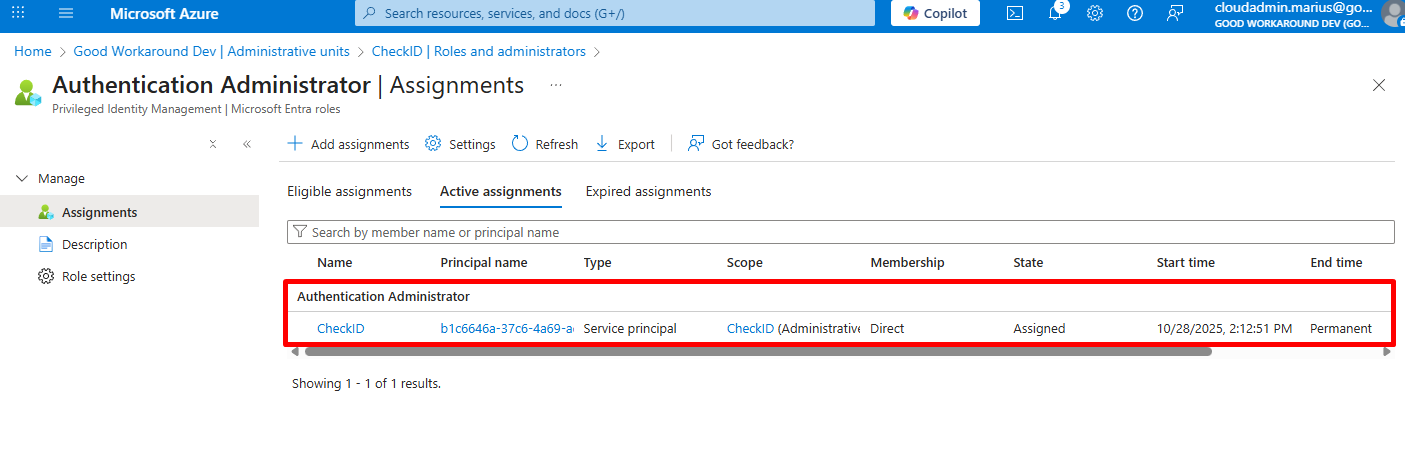 Microsoft Azure
Search resources, services, and docs (G+/)
Copilot
3
cloudadmin.marius@go...
GOOD WORKAROUND DEV (GO...
Home > Good Workaround Dev | Administrative units > CheckID | Roles and administrators >
Authentication Administrator | Assignments ...
Privileged Identity Management | Microsoft Entra roles
Add assignments Settings Refresh Export Got feedback?
Manage
Assignments
Description
Role settings
Eligible assignments Active assignments Expired assignments
Search by member name or principal name
Name Principal name Type Scope Membership State Start time End time
Authentication Administrator
CheckID b1c6646a-37c6-4a69-a Service principal CheckID (Administrative Direct Assigned 10/28/2025, 2:12:51 PM Permanent
Showing 1 - 1 of 1 results.